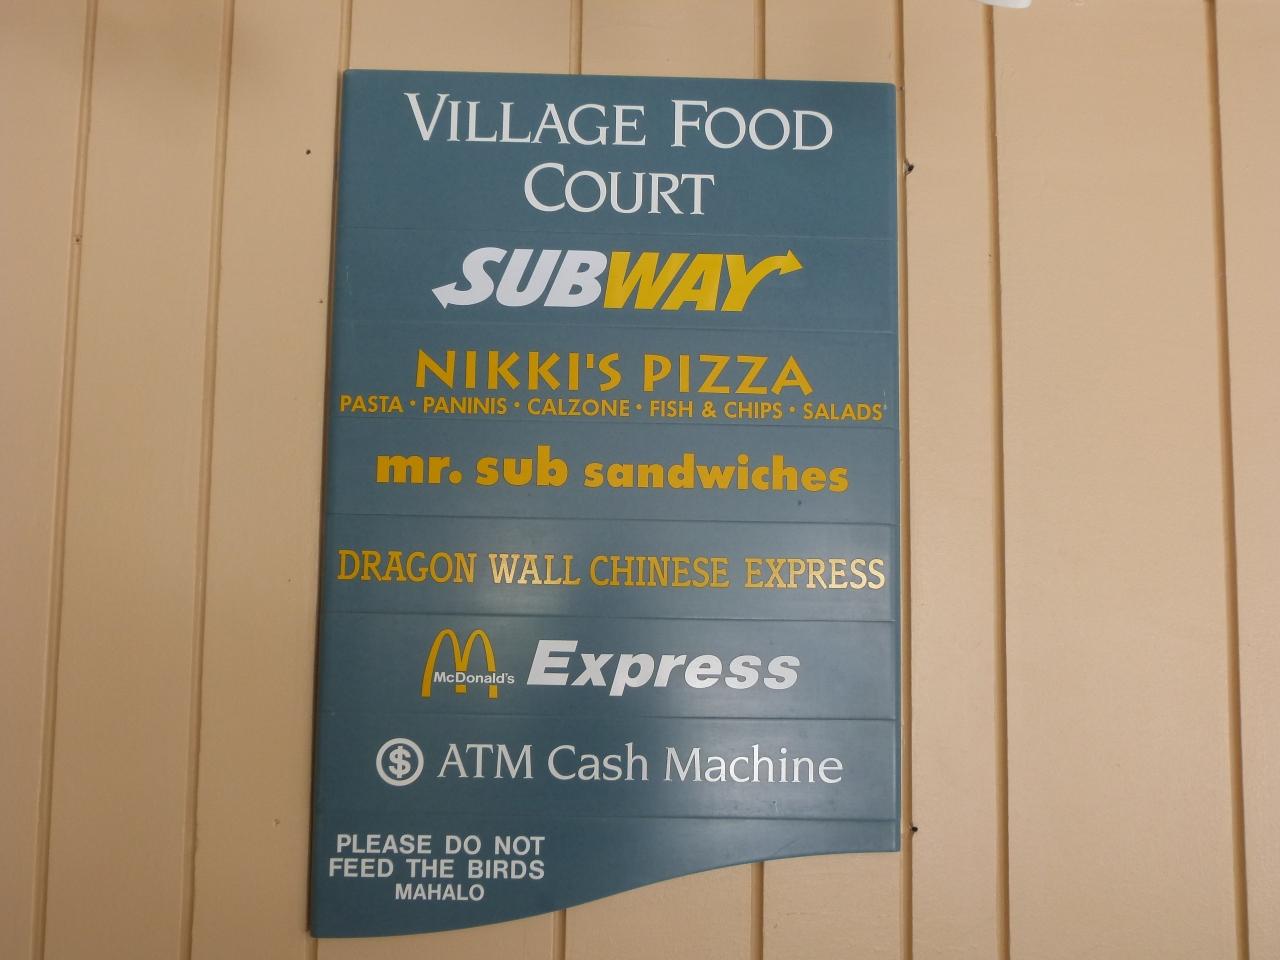 VILLAGE FOOD
COURT
SUBWAY
NIKKI'S PIZZA
PASTA • PANINIS • CALZONE • FISH & CHIPS • SALADS
mr. sub sandwiches
DRAGON WALL CHINESE EXPRESS
McDonald's Express
$ ATM Cash Machine
PLEASE DO NOT
FEED THE BIRDS
MAHALO